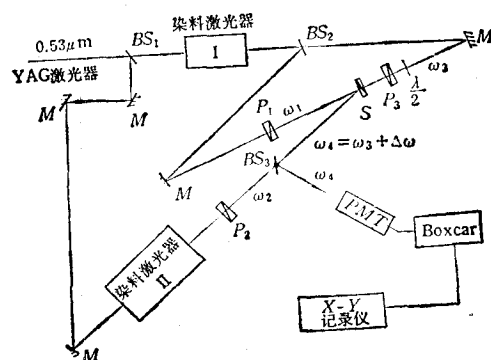 染料激光器
I
0.53μm
YAG激光器
BS₁
BS₂
M
M
M
P₁
ω₁
S
P₃
λ/2
ω₃
ω₄=ω₃+Δω
BS₃
ω₄
M
ω₂
P₂
PMT
Boxcar
染料激光器
II
X-Y
记录仪
M